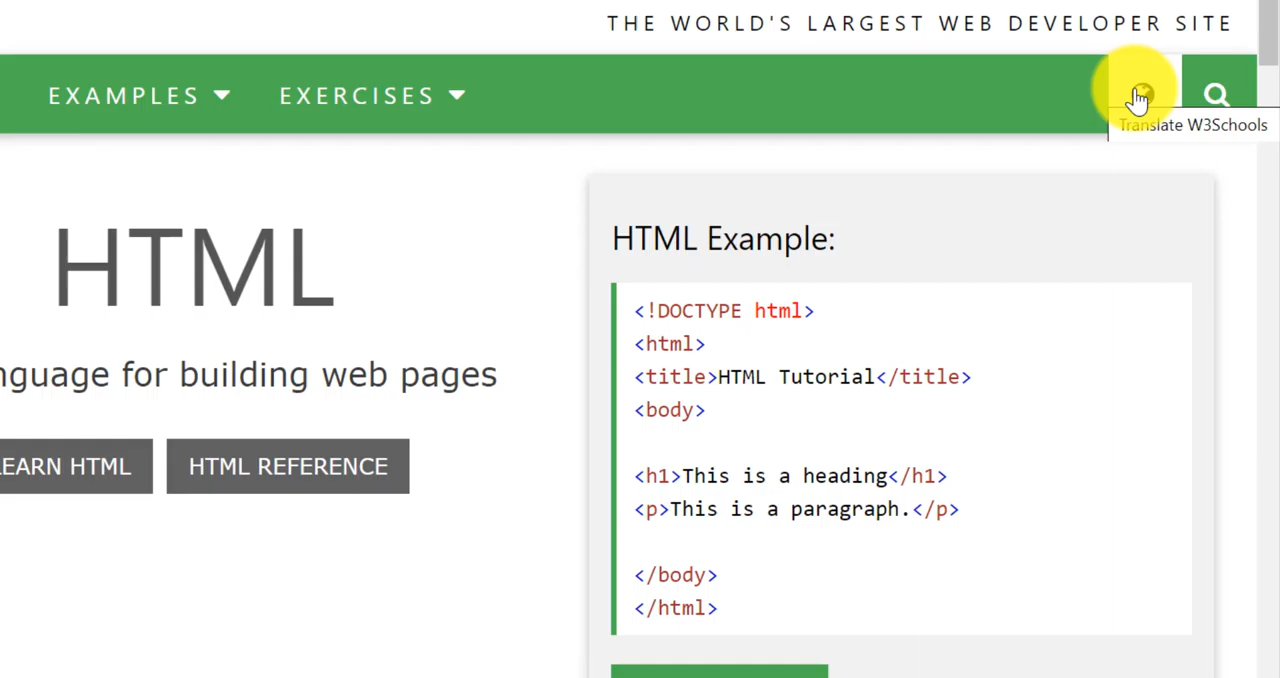 THE WORLD'S LARGEST WEB DEVELOPER SITE
EXAMPLES EXERCISES
Translate W3Schools
HTML
nguage for building web pages
EARN HTML HTML REFERENCE
HTML Example:
<!DOCTYPE html>
<html>
<title>HTML Tutorial</title>
<body>
<h1>This is a heading</h1>
<p>This is a paragraph.</p>
</body>
</html>